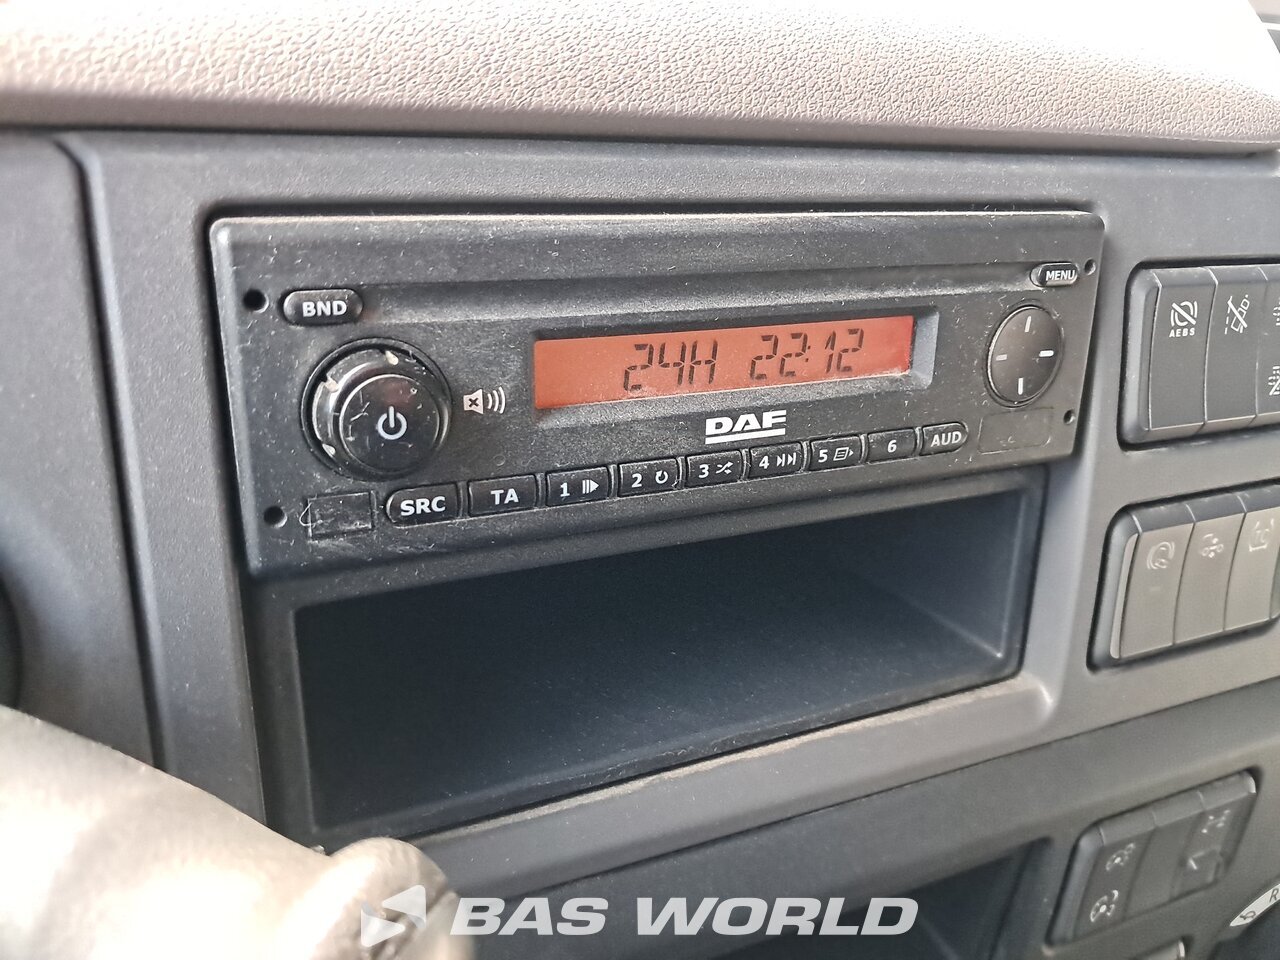 BND
MENU
24H 22:12
DAF
SRC TA 1 2 3 4 5 6 AUD
AEBS
BAS WORLD